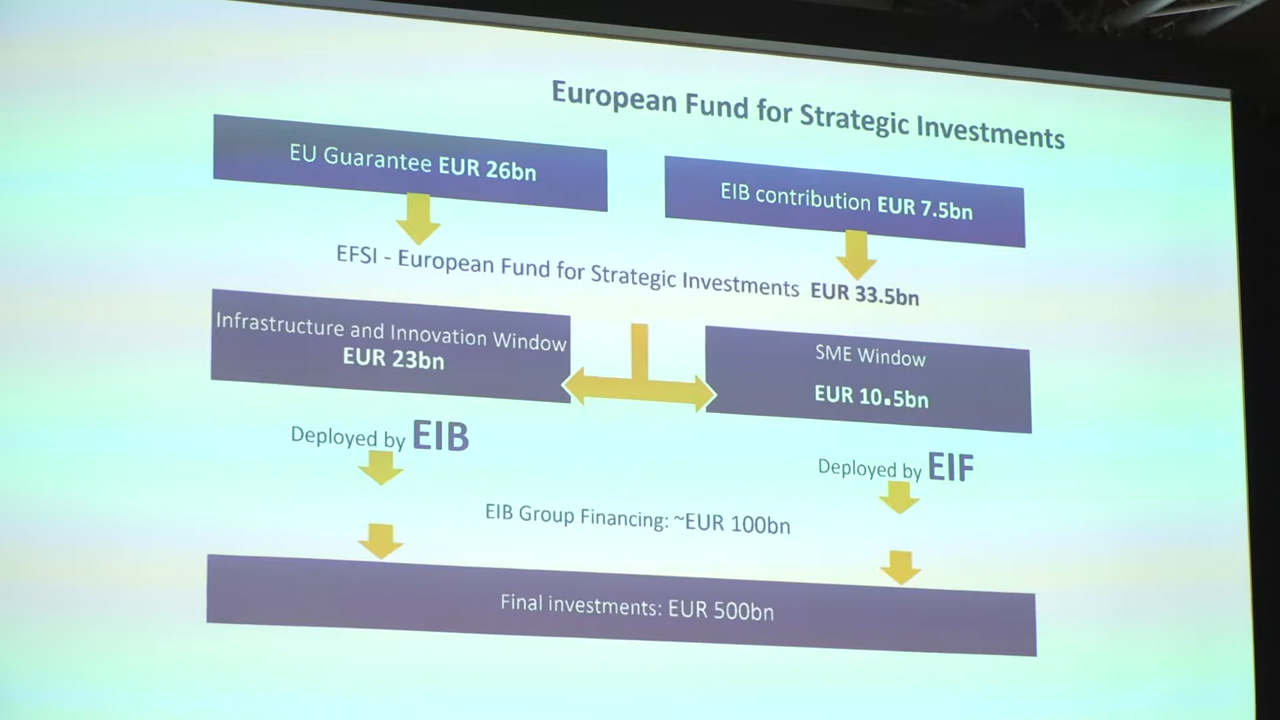 European Fund for Strategic Investments
EU Guarantee EUR 26bn
EIB contribution EUR 7.5bn
EFSI - European Fund for Strategic Investments EUR 33.5bn
Infrastructure and Innovation Window
EUR 23bn
SME Window
EUR 10.5bn
Deployed by EIB
Deployed by EIF
EIB Group Financing: ~EUR 100bn
Final investments: EUR 500bn